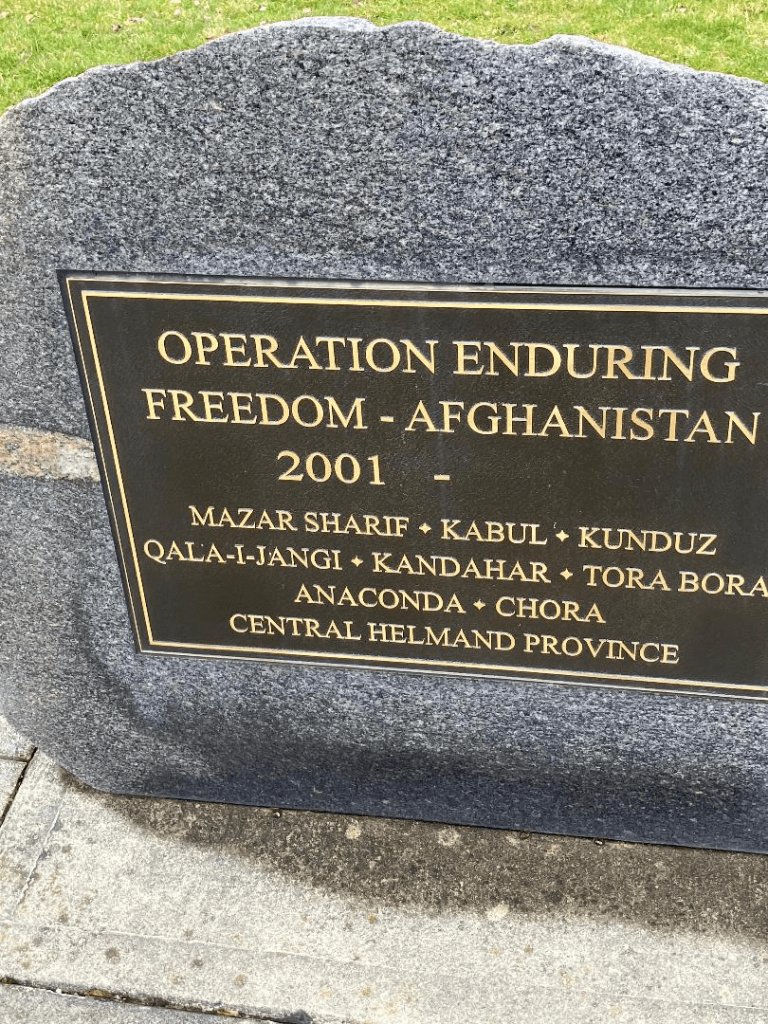 OPERATION ENDURING
FREEDOM - AFGHANISTAN
2001 -
MAZAR SHARIF ✦ KABUL ✦ KUNDUZ
QALA-I-JANGI ✦ KANDAHAR ✦ TORA BORA
ANACONDA ✦ CHORA
CENTRAL HELMAND PROVINCE